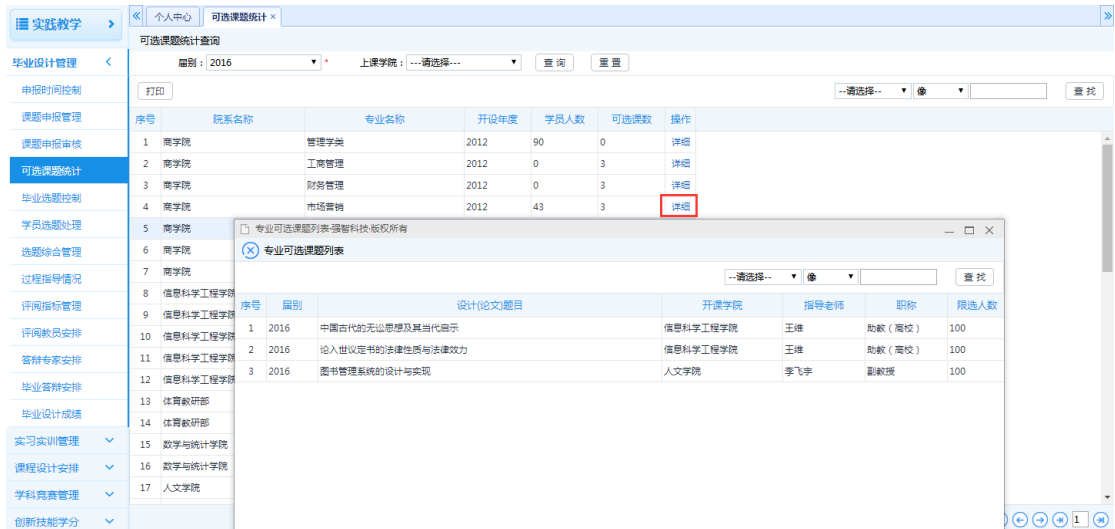 实践教学
个人中心 可选课题统计 ×
可选课题统计查询
毕业设计管理
届别：2016 * 上课学院：---请选择--- 查 询 重 置
申报时间控制
打印 --请选择-- 像 查 找
课题申报管理
序号 院系名称 专业名称 开设年度 学员人数 可选课数 操作
课题申报审核
1 商学院 管理学类 2012 90 0 详细
2 商学院 工商管理 2012 0 3 详细
可选课题统计
3 商学院 财务管理 2012 0 3 详细
毕业选题控制
4 商学院 市场营销 2012 43 3 详细
学员选题处理
5 商学院
专业可选课题列表-强智科技·版权所有
选题综合管理
6 商学院
专业可选课题列表
过程指导情况
7 商学院
--请选择-- 像 查 找
评阅指标管理
8 信息科学工程学院
序号 届别 设计(论文)题目 开课学院 指导老师 职称 限选人数
9 信息科学工程学院
评阅教员安排
1 2016 中国古代的无讼思想及其当代启示 信息科学工程学院 王维 助教（高校） 100
10 信息科学工程学院
答辩专家安排
2 2016 论入世议定书的法律性质与法律效力 信息科学工程学院 王维 助教（高校） 100
11 信息科学工程学院
3 2016 图书管理系统的设计与实现 人文学院 李飞宇 副教授 100
毕业答辩安排
12 信息科学工程学院
13 体育教研部
毕业设计成绩
14 体育教研部
实习实训管理
15 数学与统计学院
课程设计安排
16 数学与统计学院
17 人文学院
学科竞赛管理
创新技能学分
1